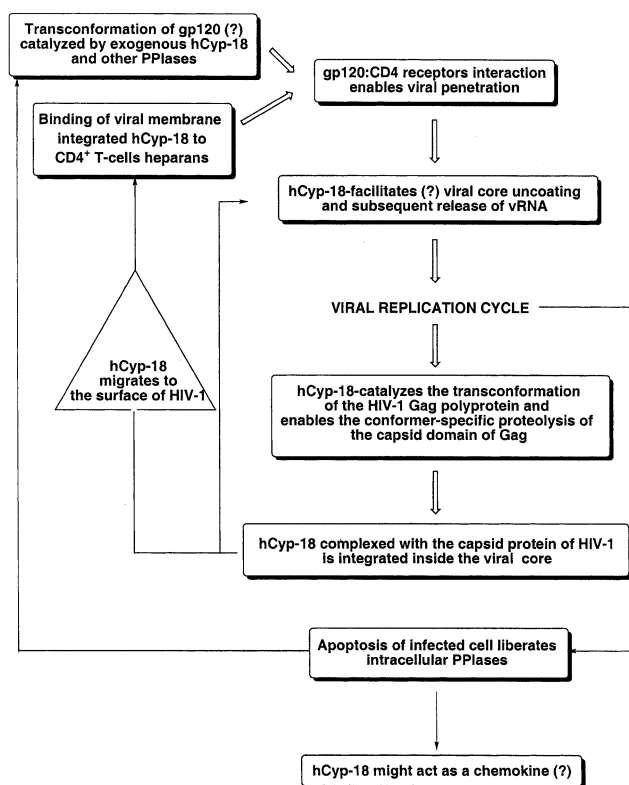 Transconformation of gp120 (?)
catalyzed by exogenous hCyp-18
and other PPIases
gp120:CD4 receptors interaction
enables viral penetration
Binding of viral membrane
integrated hCyp-18 to
CD4+ T-cells heparans
hCyp-18-facilitates (?) viral core uncoating
and subsequent release of vRNA
VIRAL REPLICATION CYCLE
hCyp-18
migrates to
the surface of HIV-1
hCyp-18-catalyzes the transconformation
of the HIV-1 Gag polyprotein and
enables the conformer-specific proteolysis of
the capsid domain of Gag
hCyp-18 complexed with the capsid protein of HIV-1
is integrated inside the viral core
Apoptosis of infected cell liberates
intracellular PPIases
hCyp-18 might act as a chemokine (?)